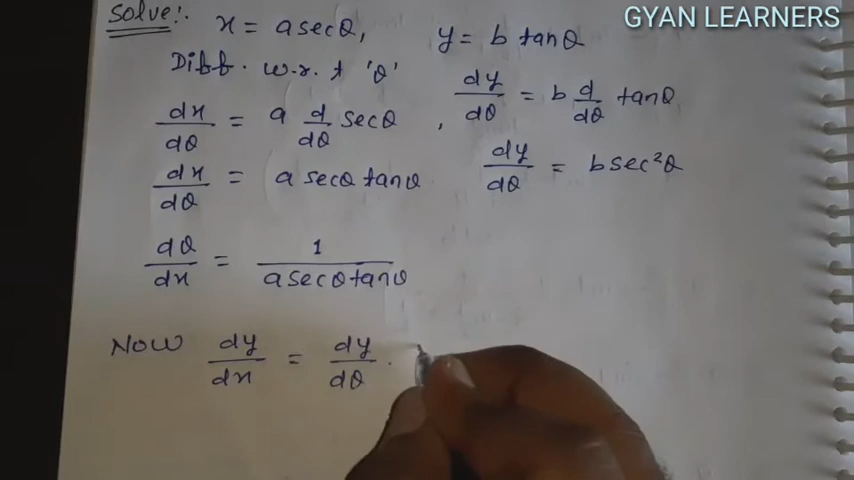 GYAN LEARNERS
Solve:. x = a secθ, y = b tanθ
Diff. w.r.t 'θ'
dx/dθ = a d/dθ secθ, dy/dθ = b d/dθ tanθ
dx/dθ = a secθ tanθ dy/dθ = b sec²θ
dθ/dx = 1/a secθ tanθ
Now dy/dx = dy/dθ .